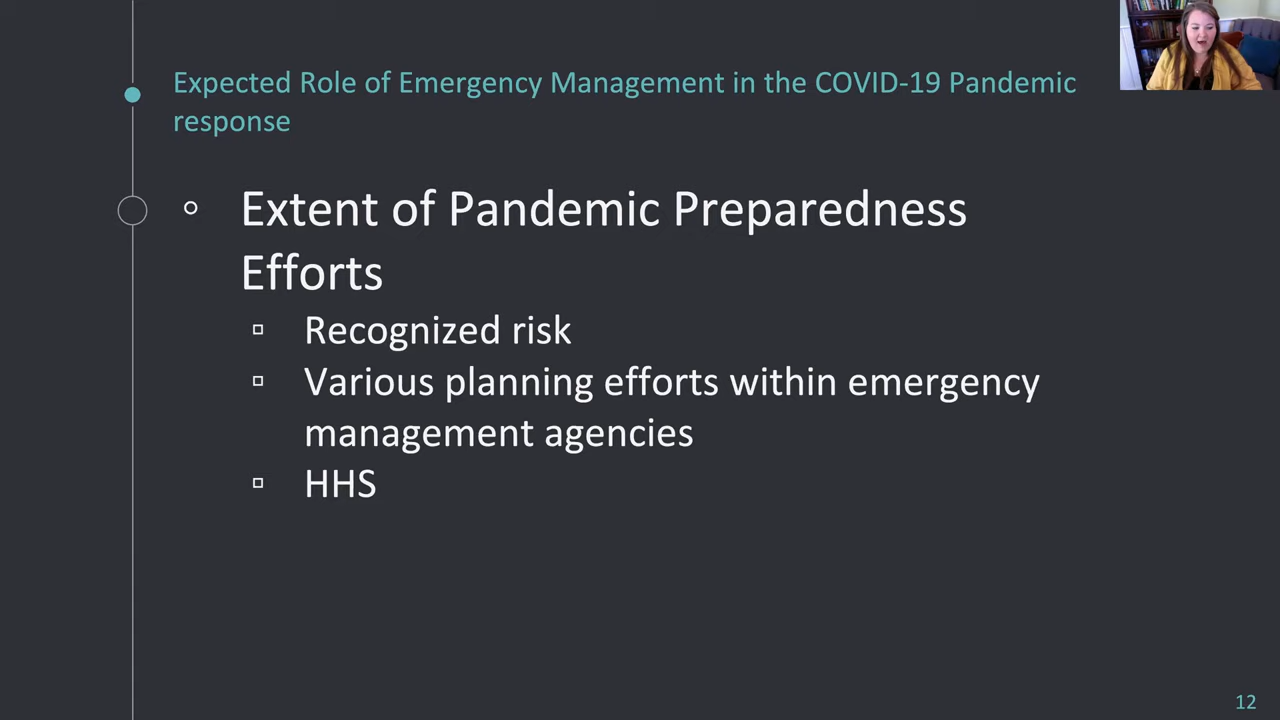 Expected Role of Emergency Management in the COVID-19 Pandemic
response
Extent of Pandemic Preparedness
Efforts
Recognized risk
Various planning efforts within emergency
management agencies
HHS
12